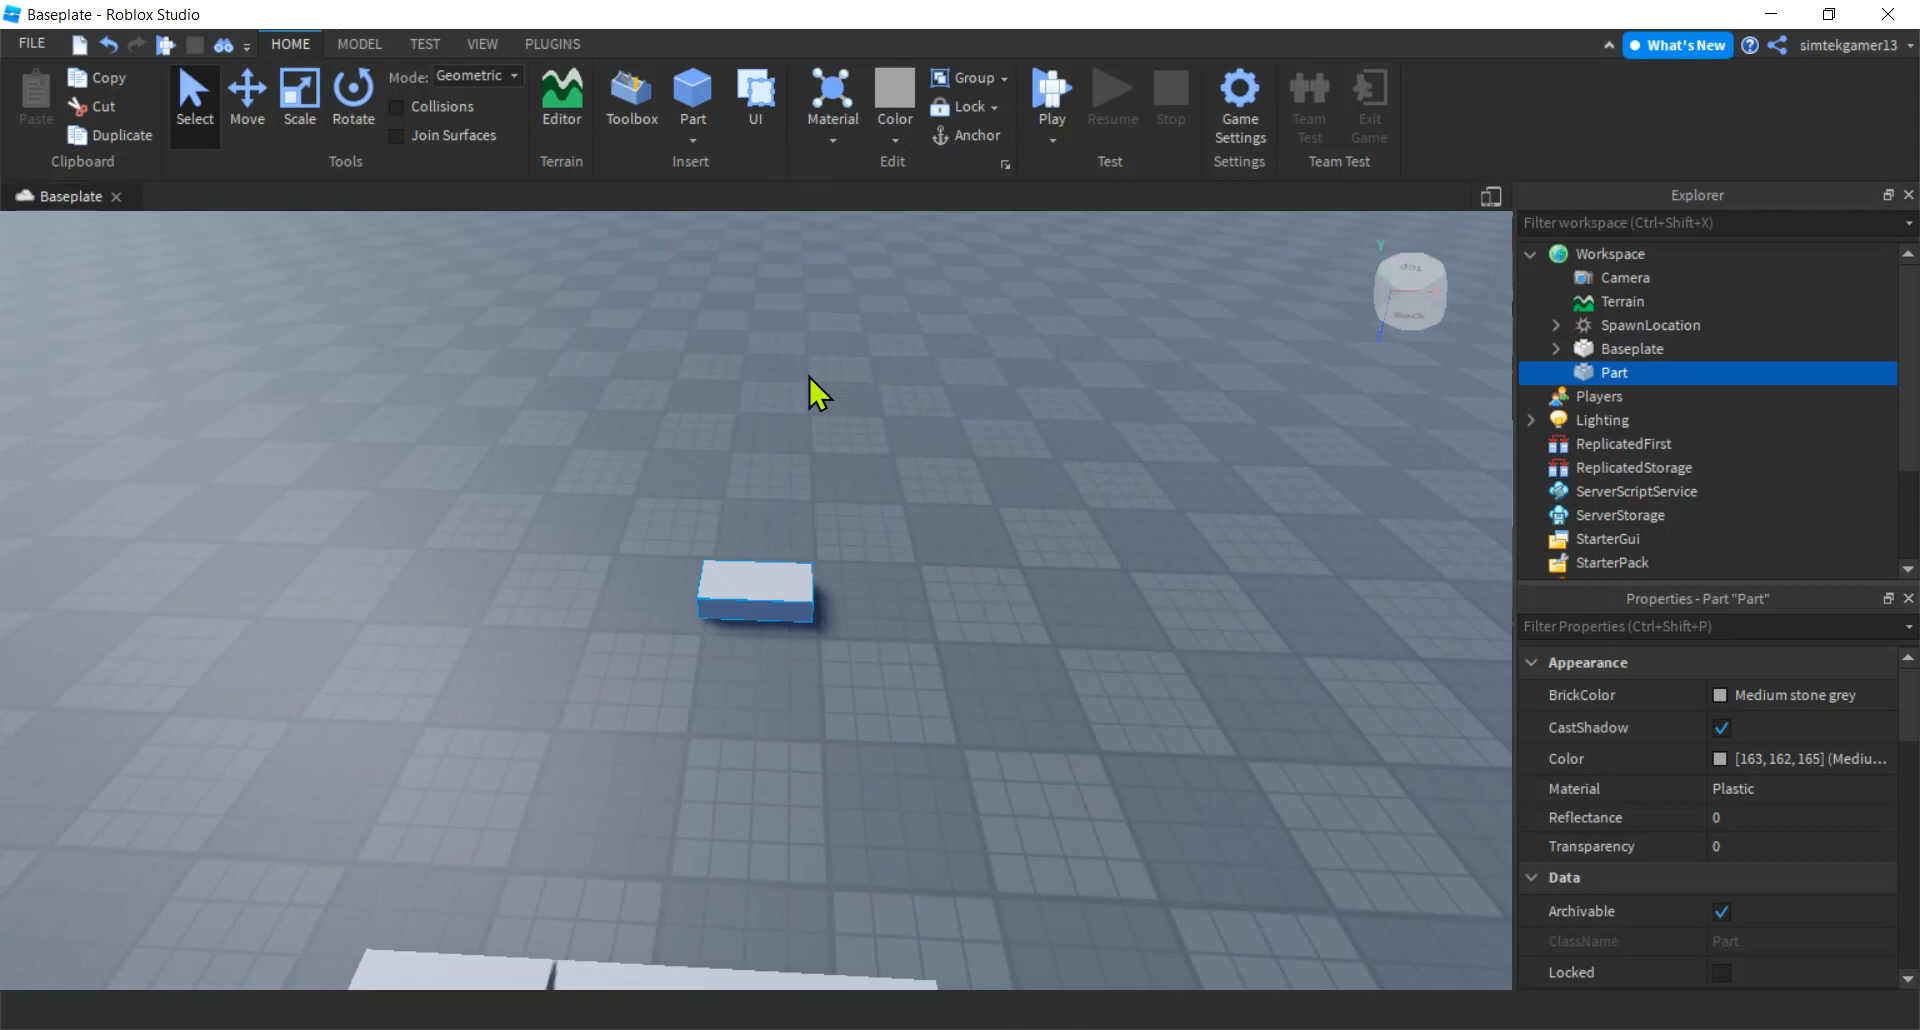 Baseplate - Roblox Studio
FILE
HOME
MODEL
TEST
VIEW
PLUGINS
What's New
simtekgamer13
Paste
Copy
Cut
Duplicate
Clipboard
Select
Move
Scale
Rotate
Mode: Geometric
Collisions
Join Surfaces
Tools
Editor
Terrain
Toolbox
Part
UI
Insert
Material
Color
Group
Lock
Anchor
Edit
Play
Resume
Stop
Test
Game
Settings
Settings
Team
Test
Exit
Game
Team Test
Baseplate
Y
Top
Back
Explorer
Filter workspace (Ctrl+Shift+X)
Workspace
Camera
Terrain
SpawnLocation
Baseplate
Part
Players
Lighting
ReplicatedFirst
ReplicatedStorage
ServerScriptService
ServerStorage
StarterGui
StarterPack
Properties - Part "Part"
Filter Properties (Ctrl+Shift+P)
Appearance
BrickColor Medium stone grey
CastShadow
Color [163, 162, 165] (Mediu...
Material Plastic
Reflectance 0
Transparency 0
Data
Archivable
ClassName Part
Locked